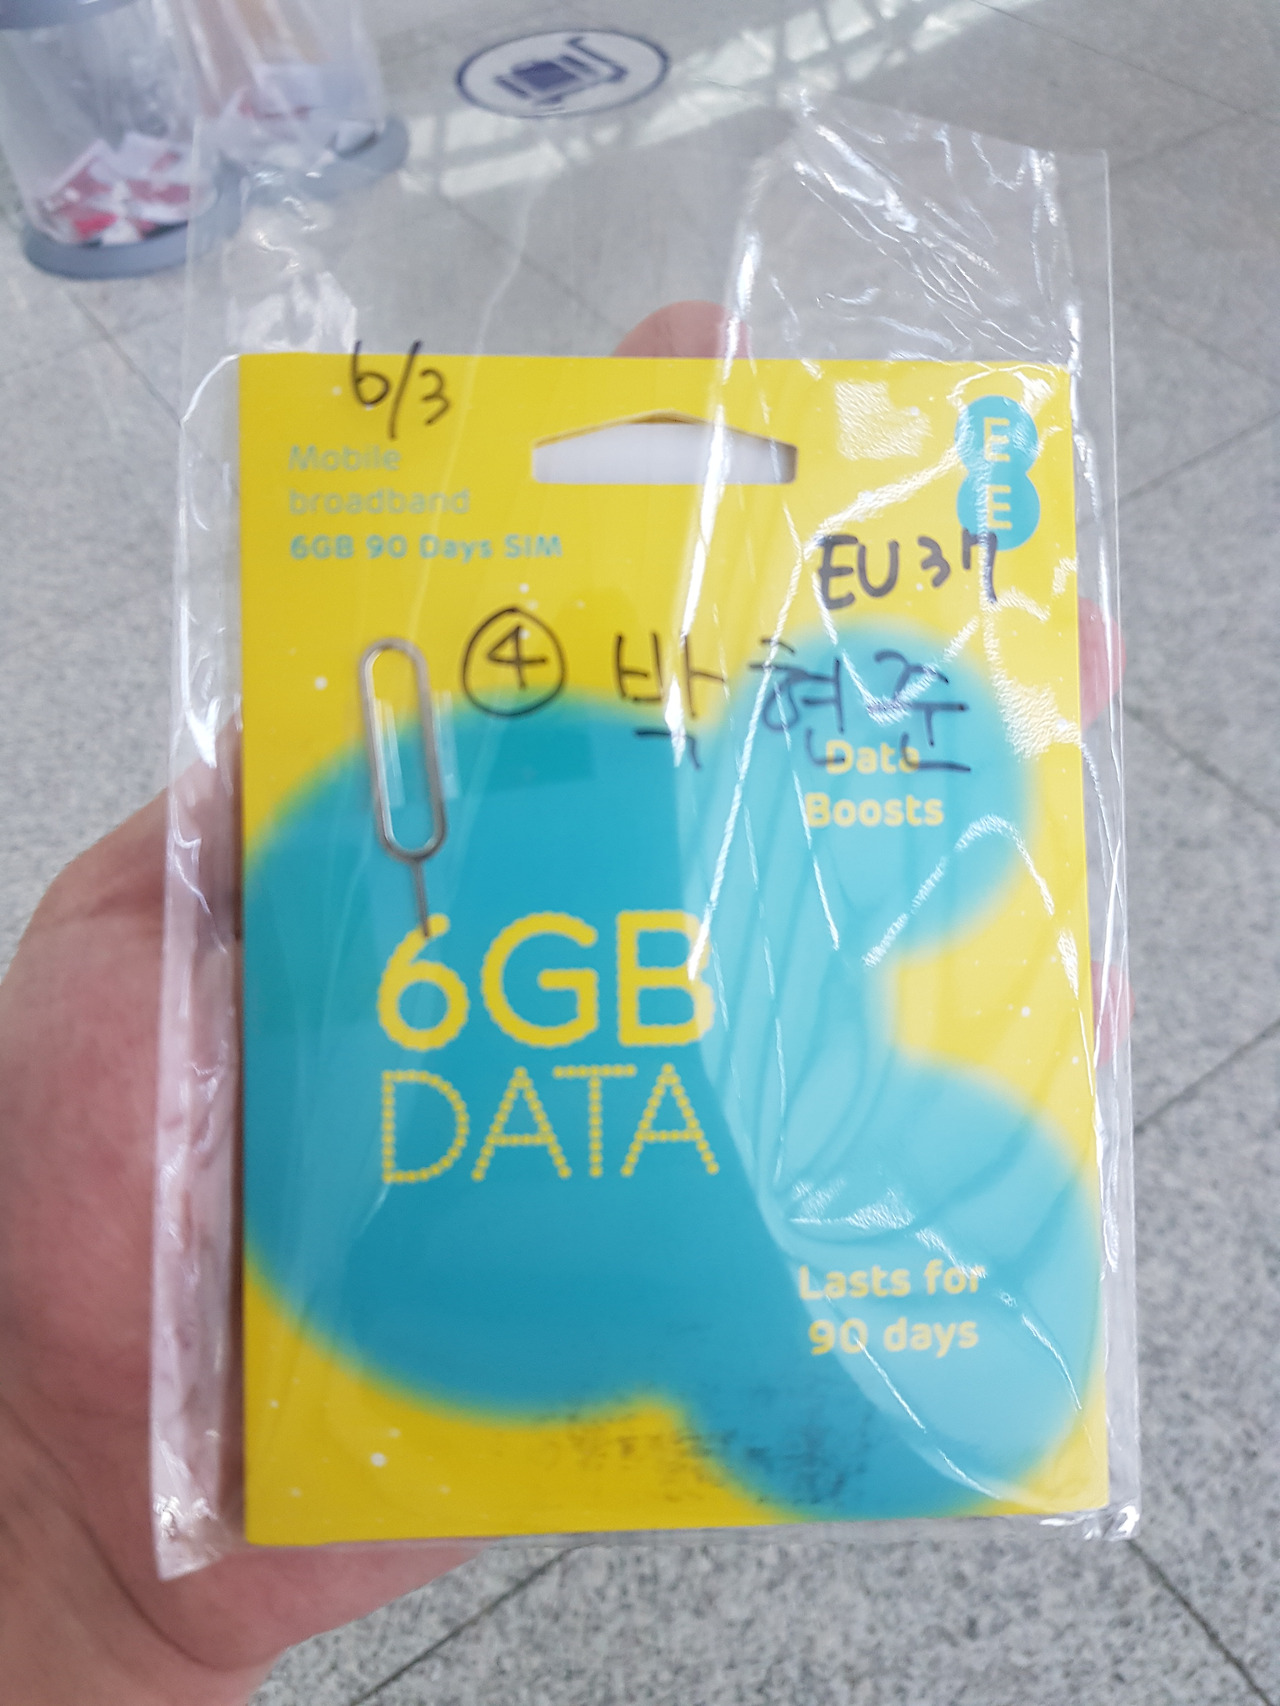 6/3
Mobile
broadband
6GB 90 Days SIM
E
E
EU 37
④ 박현준
Data
Boosts
6GB
DATA
Lasts for
90 days